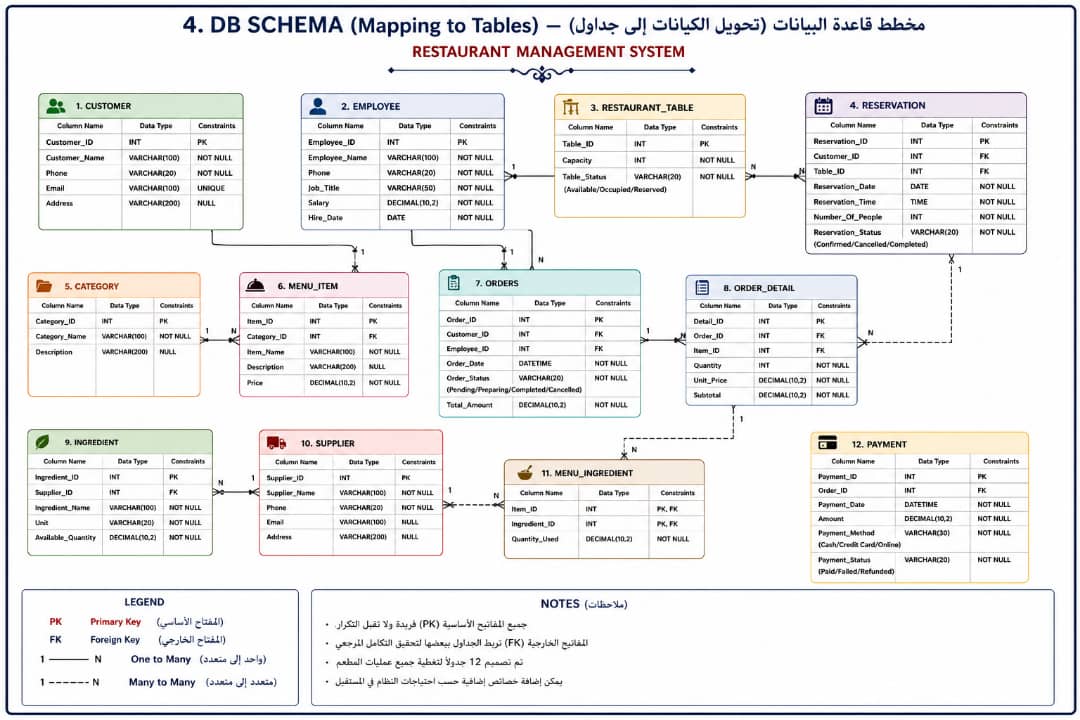 4. DB SCHEMA (Mapping to Tables) — (تحويل الكيانات إلى جداول) مخطط قاعدة البيانات
RESTAURANT MANAGEMENT SYSTEM
1. CUSTOMER
Column Name Data Type Constraints
Customer_ID INT PK
Customer_Name VARCHAR(100) NOT NULL
Phone VARCHAR(20) NOT NULL
Email VARCHAR(100) UNIQUE
Address VARCHAR(200) NULL
2. EMPLOYEE
Column Name Data Type Constraints
Employee_ID INT PK
Employee_Name VARCHAR(100) NOT NULL
Phone VARCHAR(20) NOT NULL
Job_Title VARCHAR(50) NOT NULL
Salary DECIMAL(10,2) NOT NULL
Hire_Date DATE NOT NULL
1
3. RESTAURANT_TABLE
Column Name Data Type Constraints
Table_ID INT PK
Capacity INT NOT NULL
Table_Status VARCHAR(20) NOT NULL
(Available/Occupied/Reserved)
N N
4. RESERVATION
Column Name Data Type Constraints
Reservation_ID INT PK
Customer_ID INT FK
Table_ID INT FK
Reservation_Date DATE NOT NULL
Reservation_Time TIME NOT NULL
Number_Of_People INT NOT NULL
Reservation_Status VARCHAR(20) NOT NULL
(Confirmed/Cancelled/Completed)
1 1 N 1
5. CATEGORY
Column Name Data Type Constraints
Category_ID INT PK
Category_Name VARCHAR(100) NOT NULL
Description VARCHAR(200) NULL
1 N
6. MENU_ITEM
Column Name Data Type Constraints
Item_ID INT PK
Category_ID INT FK
Item_Name VARCHAR(100) NOT NULL
Description VARCHAR(200) NULL
Price DECIMAL(10,2) NOT NULL
7. ORDERS
Column Name Data Type Constraints
Order_ID INT PK
Customer_ID INT FK
Employee_ID INT FK
Order_Date DATETIME NOT NULL
Order_Status VARCHAR(20) NOT NULL
(Pending/Preparing/Completed/Cancelled)
Total_Amount DECIMAL(10,2) NOT NULL
1 N
8. ORDER_DETAIL
Column Name Data Type Constraints
Detail_ID INT PK
Order_ID INT FK
Item_ID INT FK
Quantity INT NOT NULL
Unit_Price DECIMAL(10,2) NOT NULL
Subtotal DECIMAL(10,2) NOT NULL
N
1
N
9. INGREDIENT
Column Name Data Type Constraints
Ingredient_ID INT PK
Supplier_ID INT FK
Ingredient_Name VARCHAR(100) NOT NULL
Unit VARCHAR(20) NOT NULL
Available_Quantity DECIMAL(10,2) NOT NULL
N 1
10. SUPPLIER
Column Name Data Type Constraints
Supplier_ID INT PK
Supplier_Name VARCHAR(100) NOT NULL
Phone VARCHAR(20) NOT NULL
Email VARCHAR(100) NULL
Address VARCHAR(200) NULL
1 N
11. MENU_INGREDIENT
Column Name Data Type Constraints
Item_ID INT PK, FK
Ingredient_ID INT PK, FK
Quantity_Used DECIMAL(10,2) NOT NULL
12. PAYMENT
Column Name Data Type Constraints
Payment_ID INT PK
Order_ID INT FK
Payment_Date DATETIME NOT NULL
Amount DECIMAL(10,2) NOT NULL
Payment_Method VARCHAR(30) NOT NULL
(Cash/Credit Card/Online)
Payment_Status VARCHAR(20) NOT NULL
(Paid/Failed/Refunded)
LEGEND
PK Primary Key (المفتاح الأساسي)
FK Foreign Key (المفتاح الخارجي)
1 N One to Many (واحد إلى متعدد)
1 N Many to Many (متعدد إلى متعدد)
NOTES (ملاحظات)
• جميع المفاتيح الأساسية (PK) فريدة ولا تقبل التكرار.
• المفاتيح الخارجية (FK) تربط الجداول ببعضها لتحقيق التكامل المرجعي
• تم تصميم 12 جدولاً لتغطية جميع عمليات المطعم
• يمكن إضافة خصائص إضافية حسب احتياجات النظام في المستقبل